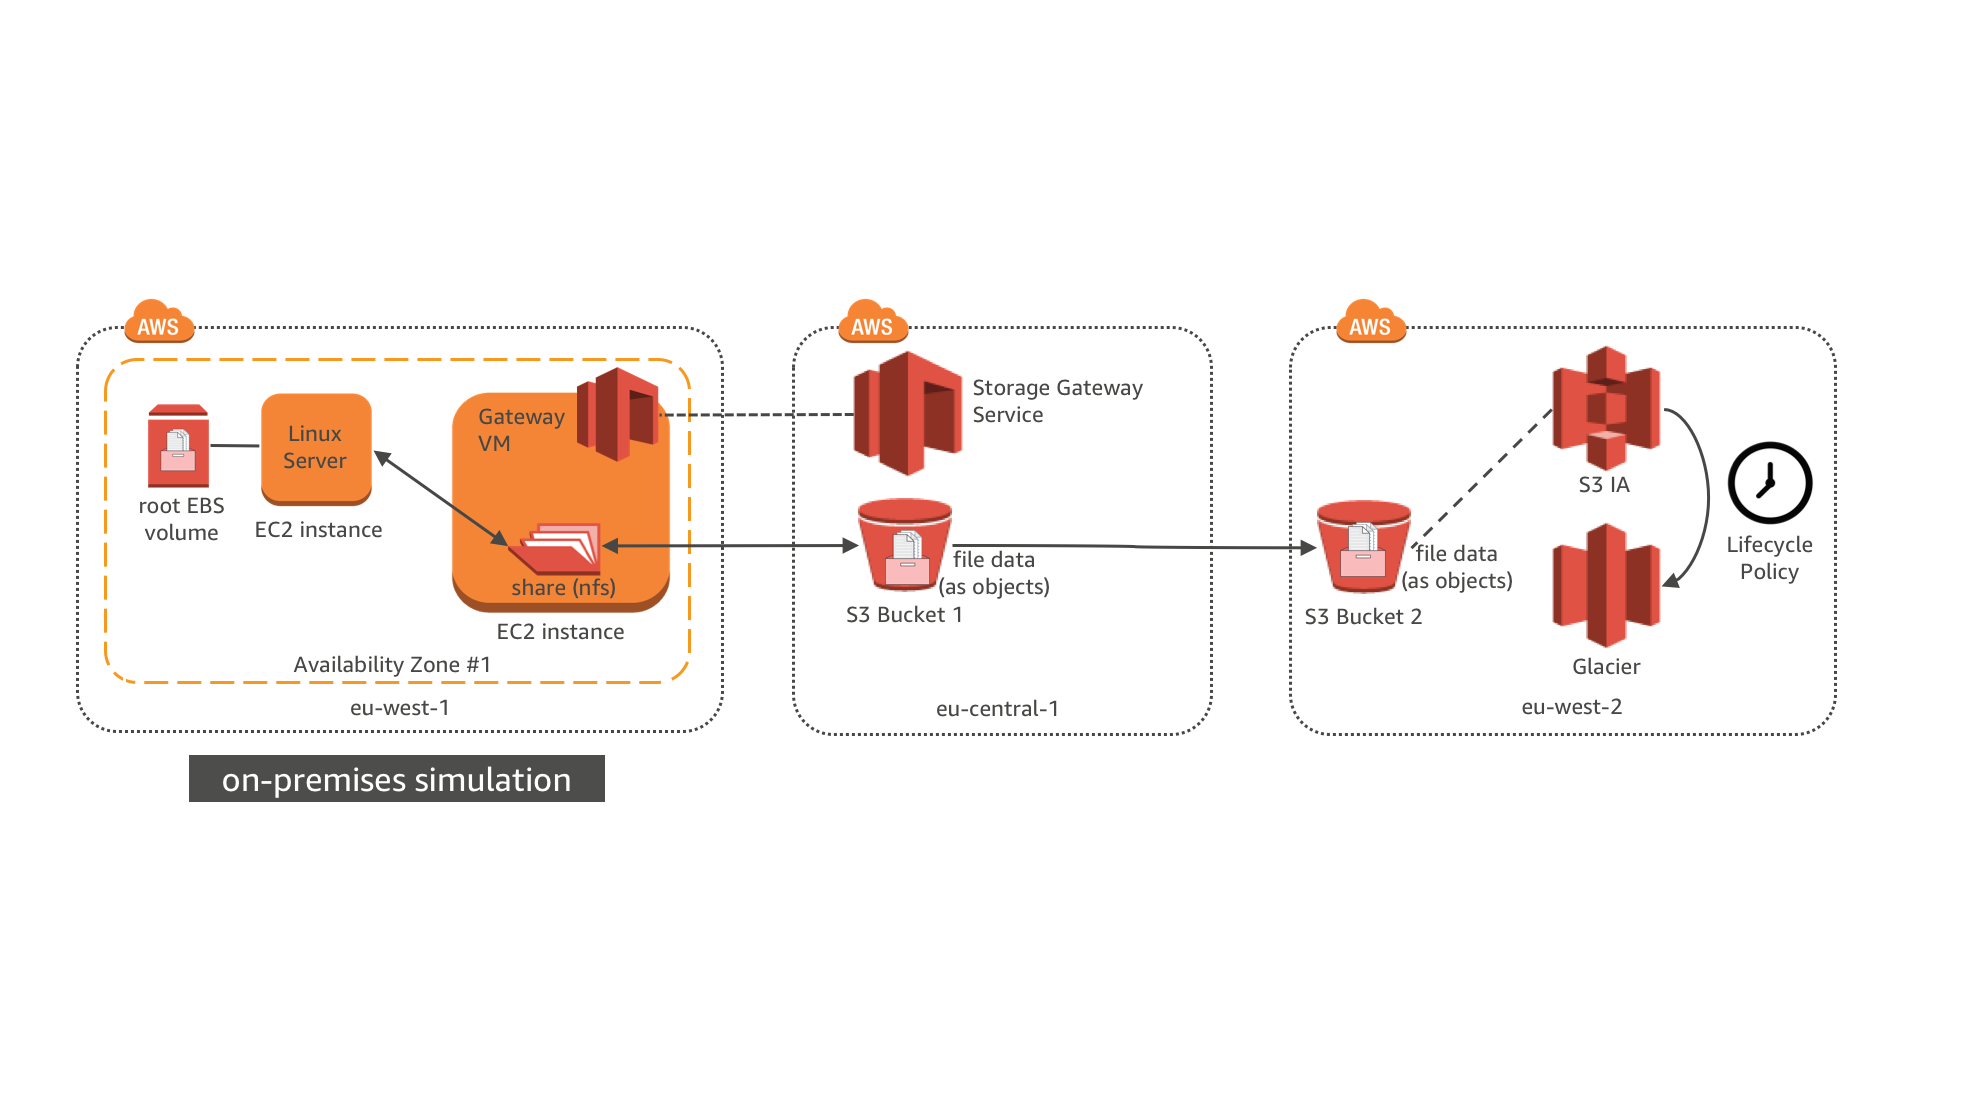 AWS
Linux
Server
root EBS
volume
EC2 instance
Gateway
VM
share (nfs)
EC2 instance
Availability Zone #1
eu-west-1
on-premises simulation
AWS
Storage Gateway
Service
file data
(as objects)
S3 Bucket 1
eu-central-1
AWS
S3 IA
file data
(as objects)
S3 Bucket 2
Lifecycle
Policy
Glacier
eu-west-2